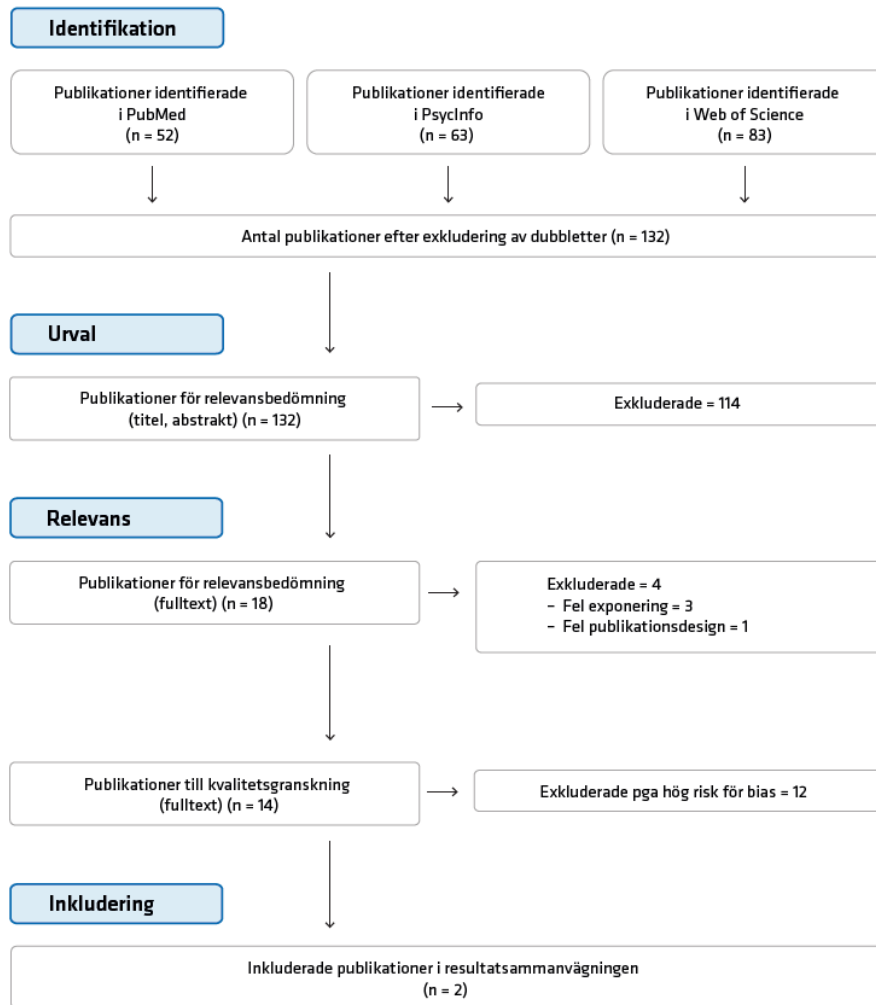 Identifikation
Publikationer identifierade
i PubMed
(n = 52)
Publikationer identifierade
i PsycInfo
(n = 63)
Publikationer identifierade
i Web of Science
(n = 83)
Antal publikationer efter exkludering av dubbletter (n = 132)
Urval
Publikationer för relevansbedömning
(titel, abstrakt) (n = 132)
Exkluderade = 114
Relevans
Publikationer för relevansbedömning
(fulltext) (n = 18)
Exkluderade = 4
– Fel exponering = 3
– Fel publikationsdesign = 1
Publikationer till kvalitetsgranskning
(fulltext) (n = 14)
Exkluderade pga hög risk för bias = 12
Inkludering
Inkluderade publikationer i resultatsammanvägningen
(n = 2)